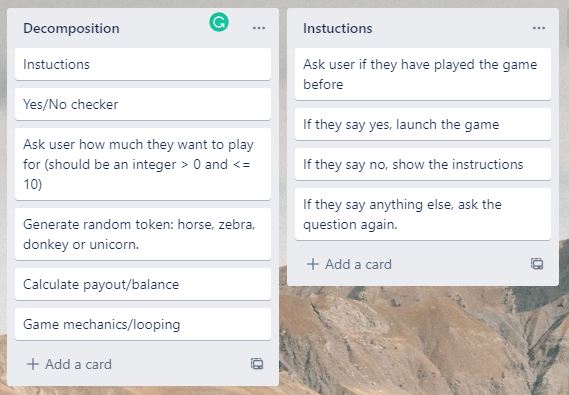 Decomposition
Instuctions
Yes/No checker
Ask user how much they want to play
for (should be an integer > 0 and <=
10)
Generate random token: horse, zebra,
donkey or unicorn.
Calculate payout/balance
Game mechanics/looping
+ Add a card
Instuctions
Ask user if they have played the game
before
If they say yes, launch the game
If they say no, show the instructions
If they say anything else, ask the
question again.
+ Add a card